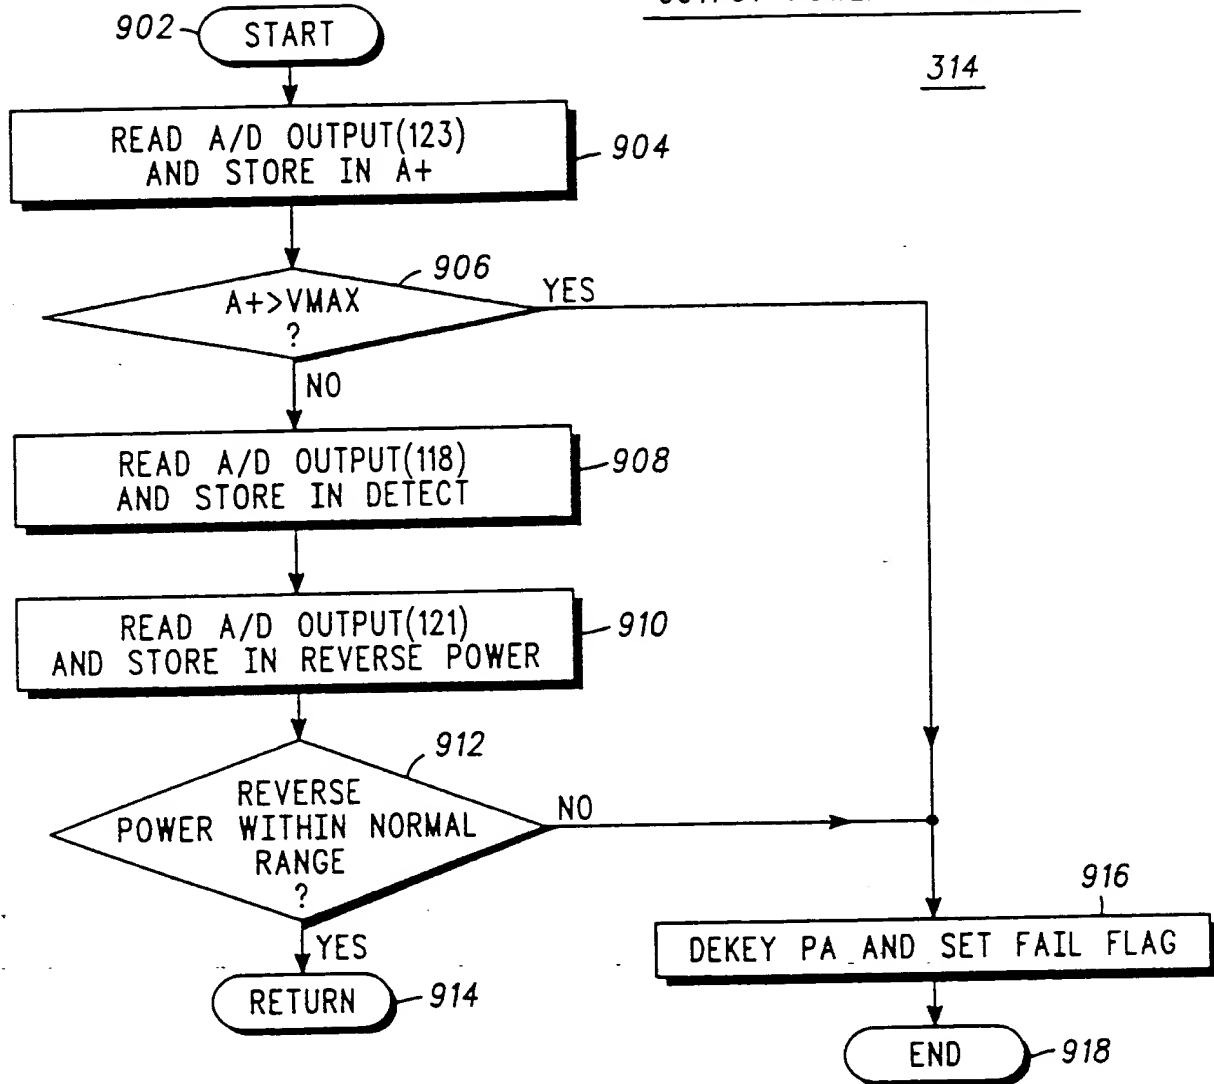 902
START
314
READ A/D OUTPUT(123)
AND STORE IN A+
904
906
A+>VMAX
?
YES
NO
READ A/D OUTPUT(118)
AND STORE IN DETECT
908
READ A/D OUTPUT(121)
AND STORE IN REVERSE POWER
910
912
REVERSE
POWER WITHIN NORMAL
RANGE
?
NO
YES
916
DEKEY PA AND SET FAIL FLAG
RETURN
914
END
918